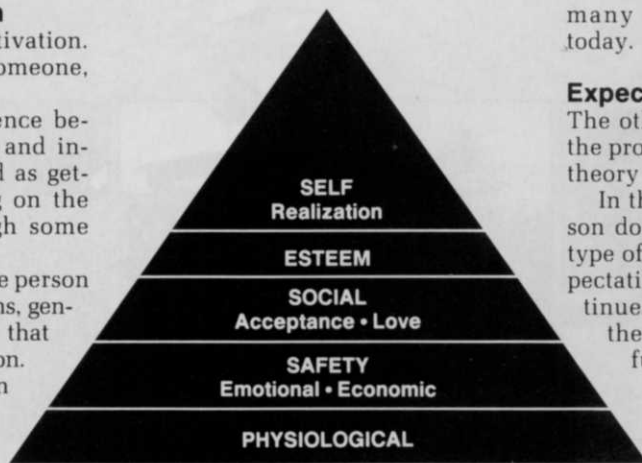 tivation.
omeone,
ence be-
and in-
d as get-
on the
gh some
e person
ns, gen-
that
on.
n
SELF
Realization
ESTEEM
SOCIAL
Acceptance • Love
SAFETY
Emotional • Economic
PHYSIOLOGICAL
many
today.
Expec
The ot
the pro
theory
In th
son do
type of
pectati
tinue
the
f